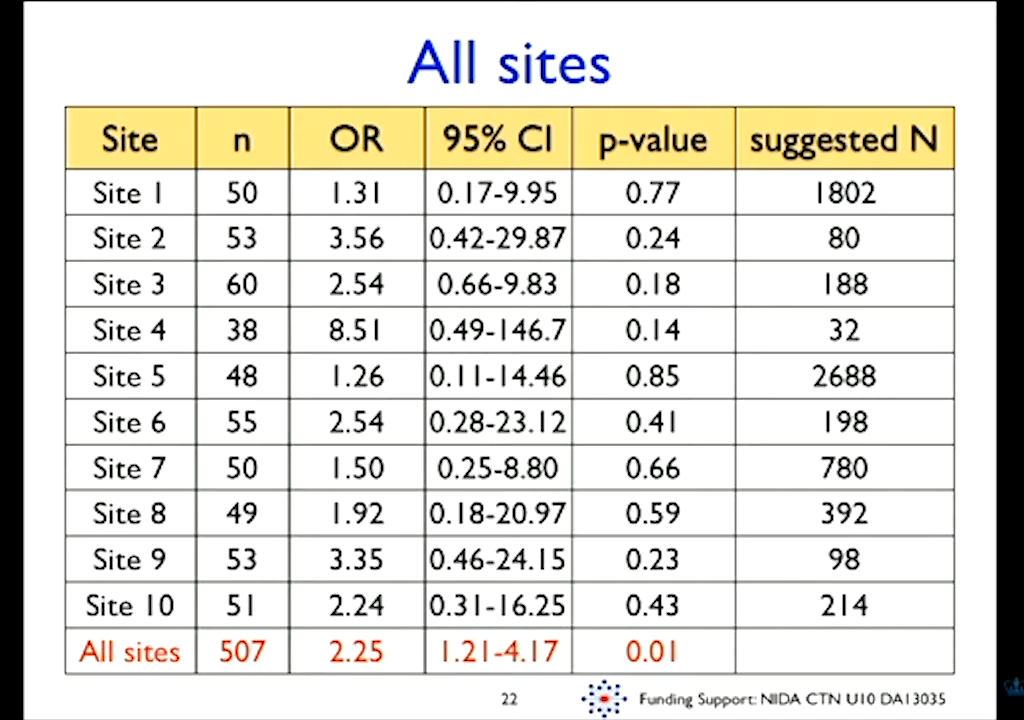 All sites
Site n OR 95% CI p-value suggested N
Site 1 50 1.31 0.17-9.95 0.77 1802
Site 2 53 3.56 0.42-29.87 0.24 80
Site 3 60 2.54 0.66-9.83 0.18 188
Site 4 38 8.51 0.49-146.7 0.14 32
Site 5 48 1.26 0.11-14.46 0.85 2688
Site 6 55 2.54 0.28-23.12 0.41 198
Site 7 50 1.50 0.25-8.80 0.66 780
Site 8 49 1.92 0.18-20.97 0.59 392
Site 9 53 3.35 0.46-24.15 0.23 98
Site 10 51 2.24 0.31-16.25 0.43 214
All sites 507 2.25 1.21-4.17 0.01
22 Funding Support: NIDA CTN U10 DA13035